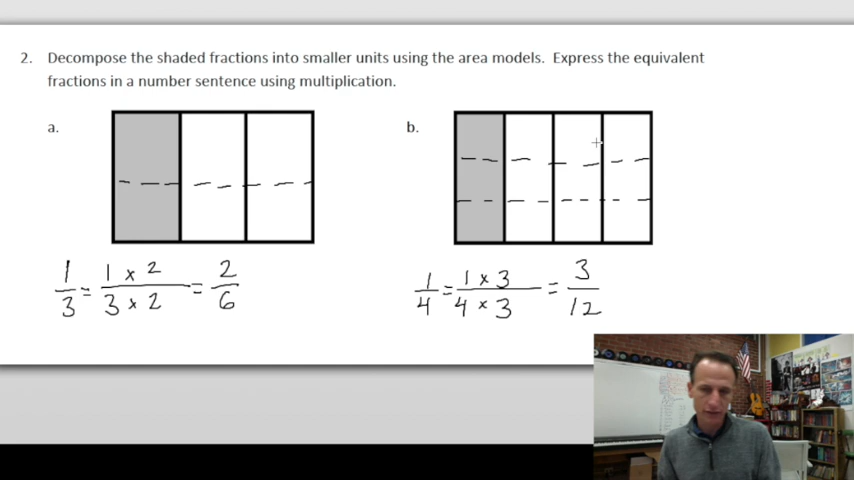 2. Decompose the shaded fractions into smaller units using the area models. Express the equivalent
fractions in a number sentence using multiplication.
a.
b.
1/3 = 1 x 2 / 3 x 2 = 2/6
1/4 = 1 x 3 / 4 x 3 = 3/12